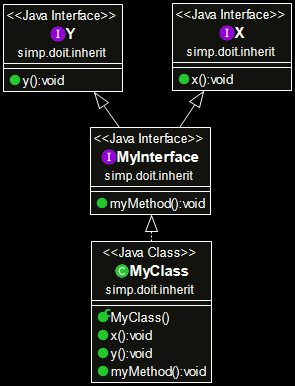 <<Java Interface>>
Y
simp.doit.inherit
y():void
<<Java Interface>>
X
simp.doit.inherit
x():void
<<Java Interface>>
MyInterface
simp.doit.inherit
myMethod():void
<<Java Class>>
MyClass
simp.doit.inherit
MyClass()
x():void
y():void
myMethod():void